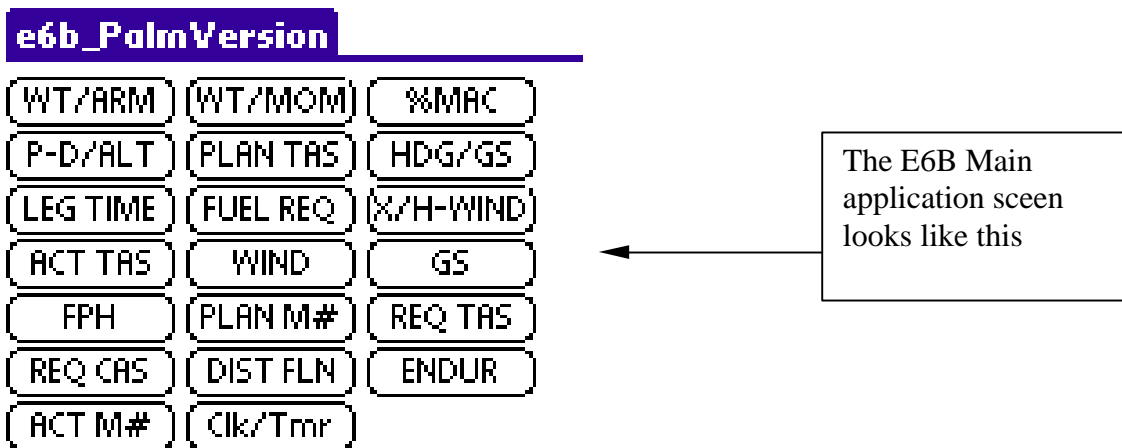 e6b_PalmVersion
WT/ARM WT/MOM %MAC
P-D/ALT PLAN TAS HDG/GS
LEG TIME FUEL REQ X/H-WIND
ACT TAS WIND GS
FPH PLAN M# REQ TAS
REQ CAS DIST FLN ENDUR
ACT M# Clk/Tmr
The E6B Main
application sceen
looks like this